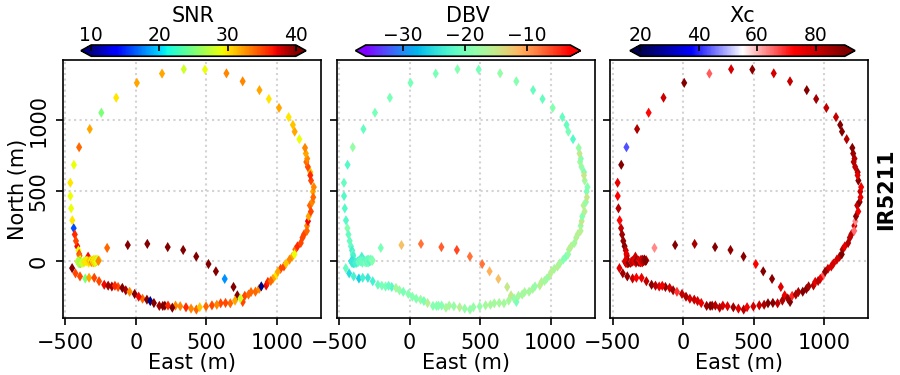 SNR DBV Xc
10 20 30 40 −30 −20 −10 20 40 60 80
North (m)
1000
500
0
IR5211
−500 0 500 1000 −500 0 500 1000 −500 0 500 1000
East (m) East (m) East (m)